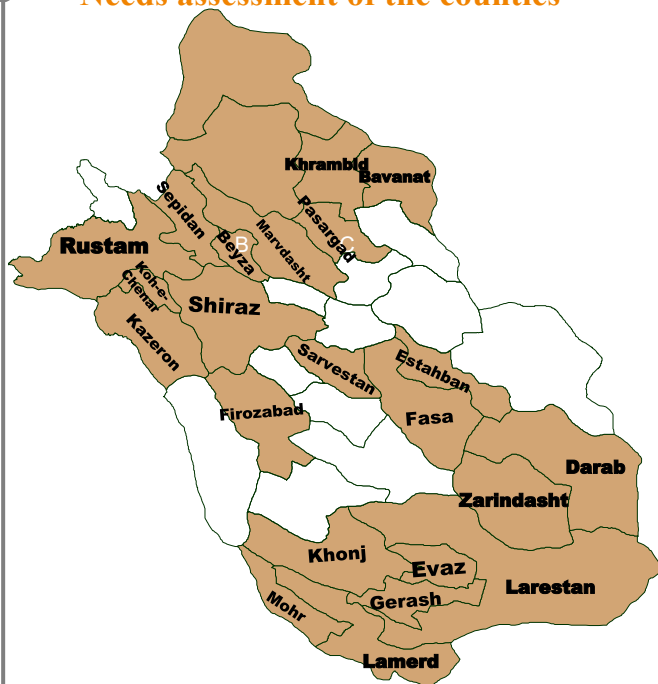 Needs assessment of the counties
Khrambid
Bavanat
Sepidan
Pasargad
Rustam
B
C
Beyza
Marvdasht
Koh-e-
Chenar
Shiraz
Kazeron
Sarvestan
Estahban
Firozabad
Fasa
Darab
Zarindasht
Khonj
Evaz
Larestan
Gerash
Mohr
Lamerd